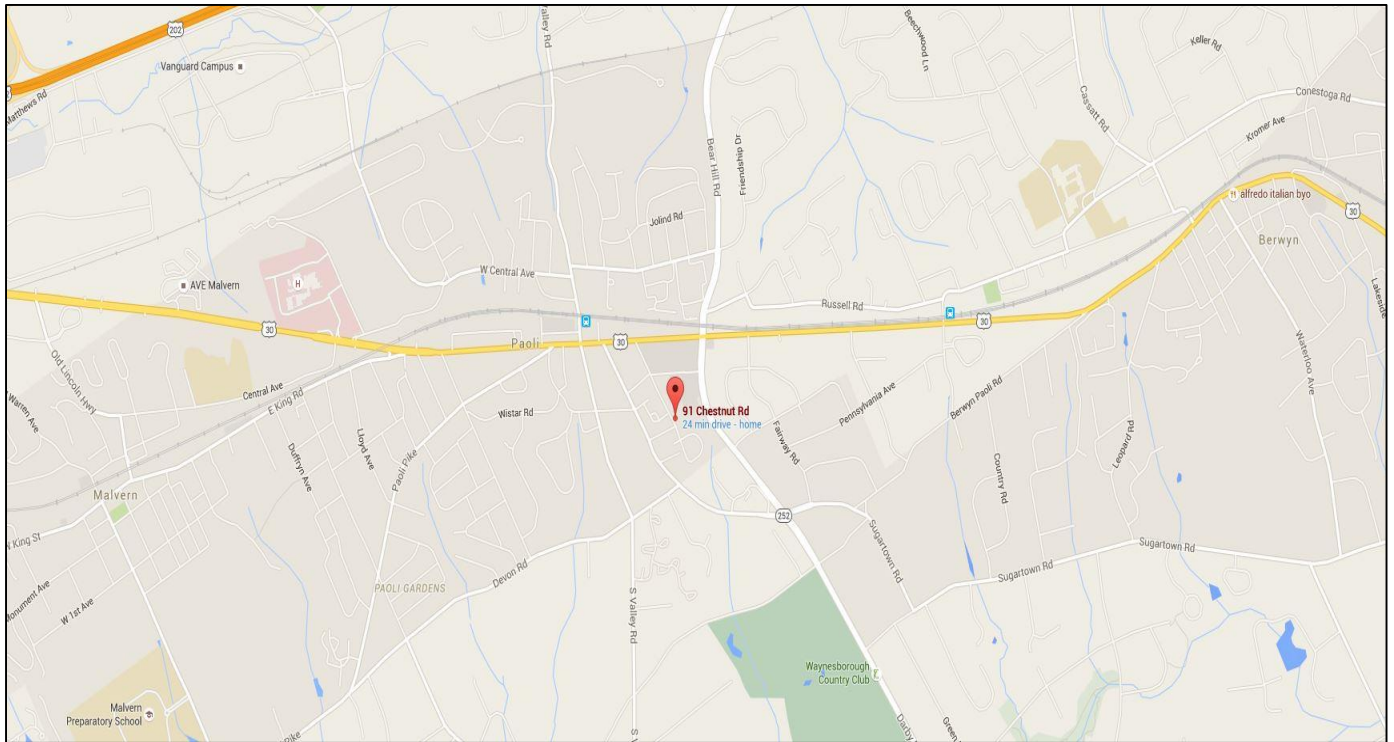 202
Valley Rd
Beechwood Ln
Keller Rd
Vanguard Campus
Matthews Rd
Cassatt Rd
Conestoga Rd
Kromer Ave
Bear Hill Rd
Friendship Dr
Jolind Rd
alfredo italian byo
30
Berwyn
W Central Ave
H
AVE Malvern
Lakeside
Russell Rd
30
30
30
Paoli
Old Lincoln Hwy
Waterloo Ave
Central Ave
E King Rd
Warren Ave
Wistar Rd
91 Chestnut Rd
24 min drive - home
Pennsylvania Ave
Berwyn Paoli Rd
Fairway Rd
Leopard Rd
Lloyd Ave
Duffryn Ave
Paoli Pike
Country Rd
Malvern
252
King St
Sugartown Rd
Sugartown Rd
Sugartown Rd
Devon Rd
PAOLI GARDENS
Monument Ave
W 1st Ave
S Valley Rd
Waynesborough
Country Club
Malvern
Preparatory School
Pike
Darby
Green
S